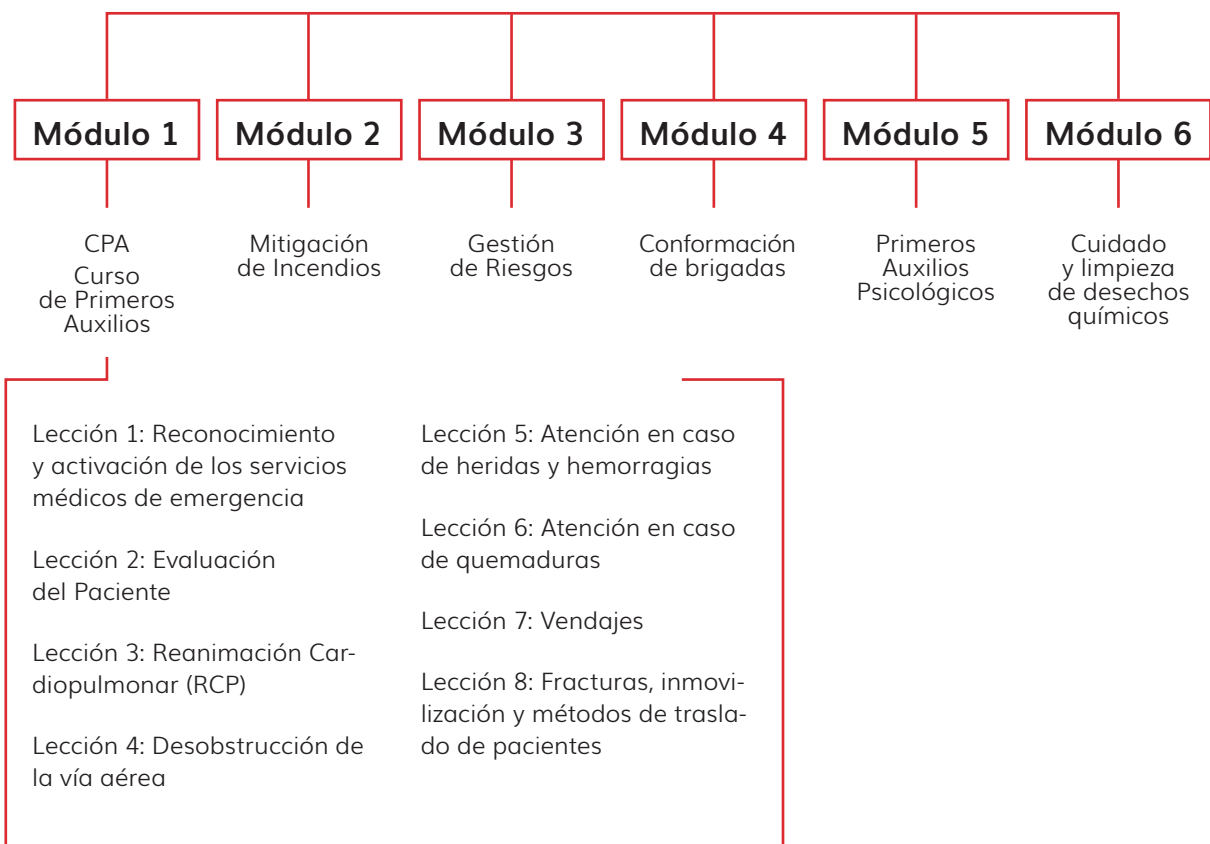 Módulo 1
Módulo 2
Módulo 3
Módulo 4
Módulo 5
Módulo 6
CPA
Curso
de Primeros
Auxilios
Mitigación
de Incendios
Gestión
de Riesgos
Conformación
de brigadas
Primeros
Auxilios
Psicológicos
Cuidado
y limpieza
de desechos
químicos
Lección 1: Reconocimiento
y activación de los servicios
médicos de emergencia
Lección 2: Evaluación
del Paciente
Lección 3: Reanimación Car-
diopulmonar (RCP)
Lección 4: Desobstrucción de
la vía aérea
Lección 5: Atención en caso
de heridas y hemorragias
Lección 6: Atención en caso
de quemaduras
Lección 7: Vendajes
Lección 8: Fracturas, inmovi-
lización y métodos de trasla-
do de pacientes